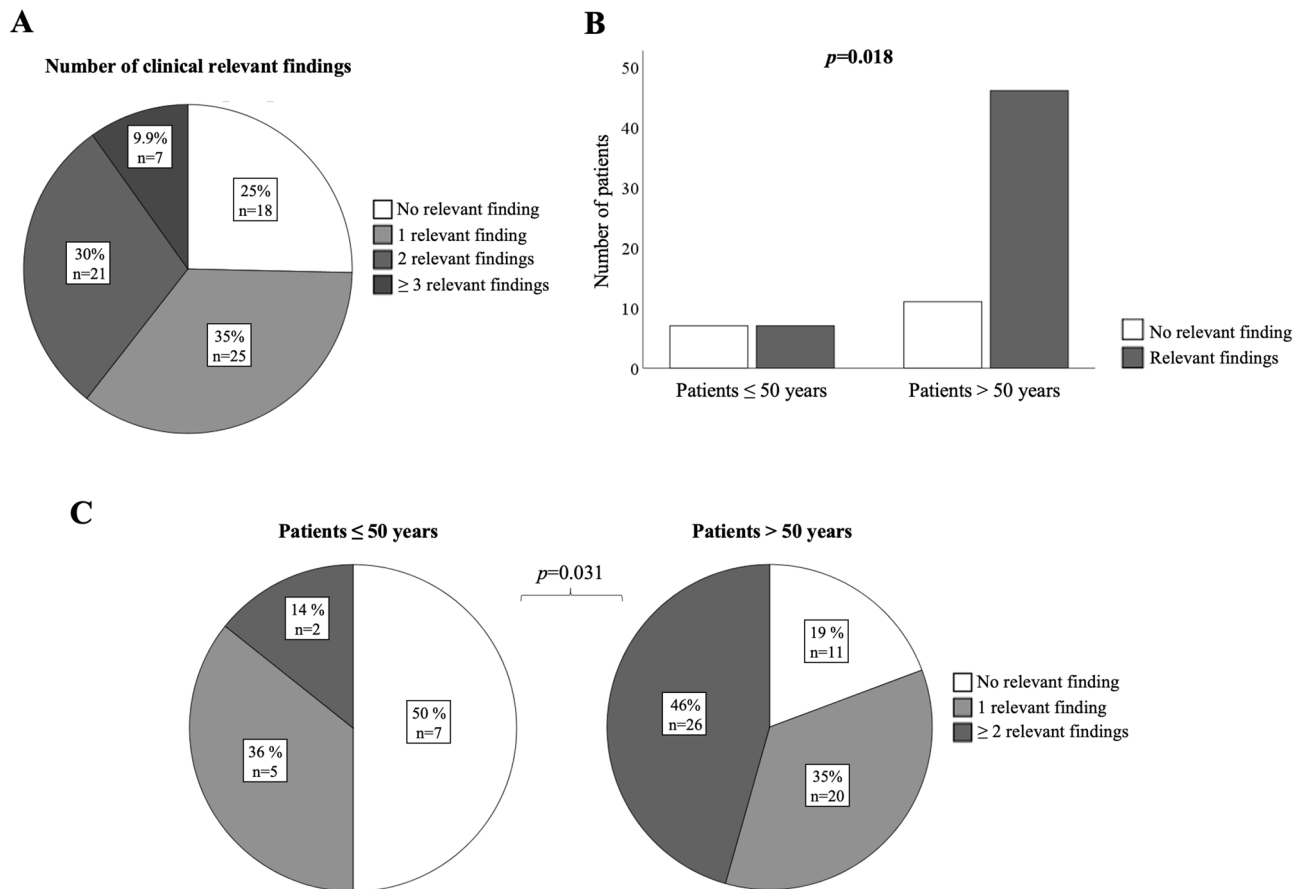 A
Number of clinical relevant findings
9.9%
n=7
25%
n=18
30%
n=21
35%
n=25
No relevant finding
1 relevant finding
2 relevant findings
≥ 3 relevant findings
B
p=0.018
Number of patients
50
40
30
20
10
0
Patients ≤ 50 years
Patients > 50 years
No relevant finding
Relevant findings
C
Patients ≤ 50 years
14 %
n=2
50 %
n=7
36 %
n=5
p=0.031
Patients > 50 years
19 %
n=11
46%
n=26
35%
n=20
No relevant finding
1 relevant finding
≥ 2 relevant findings